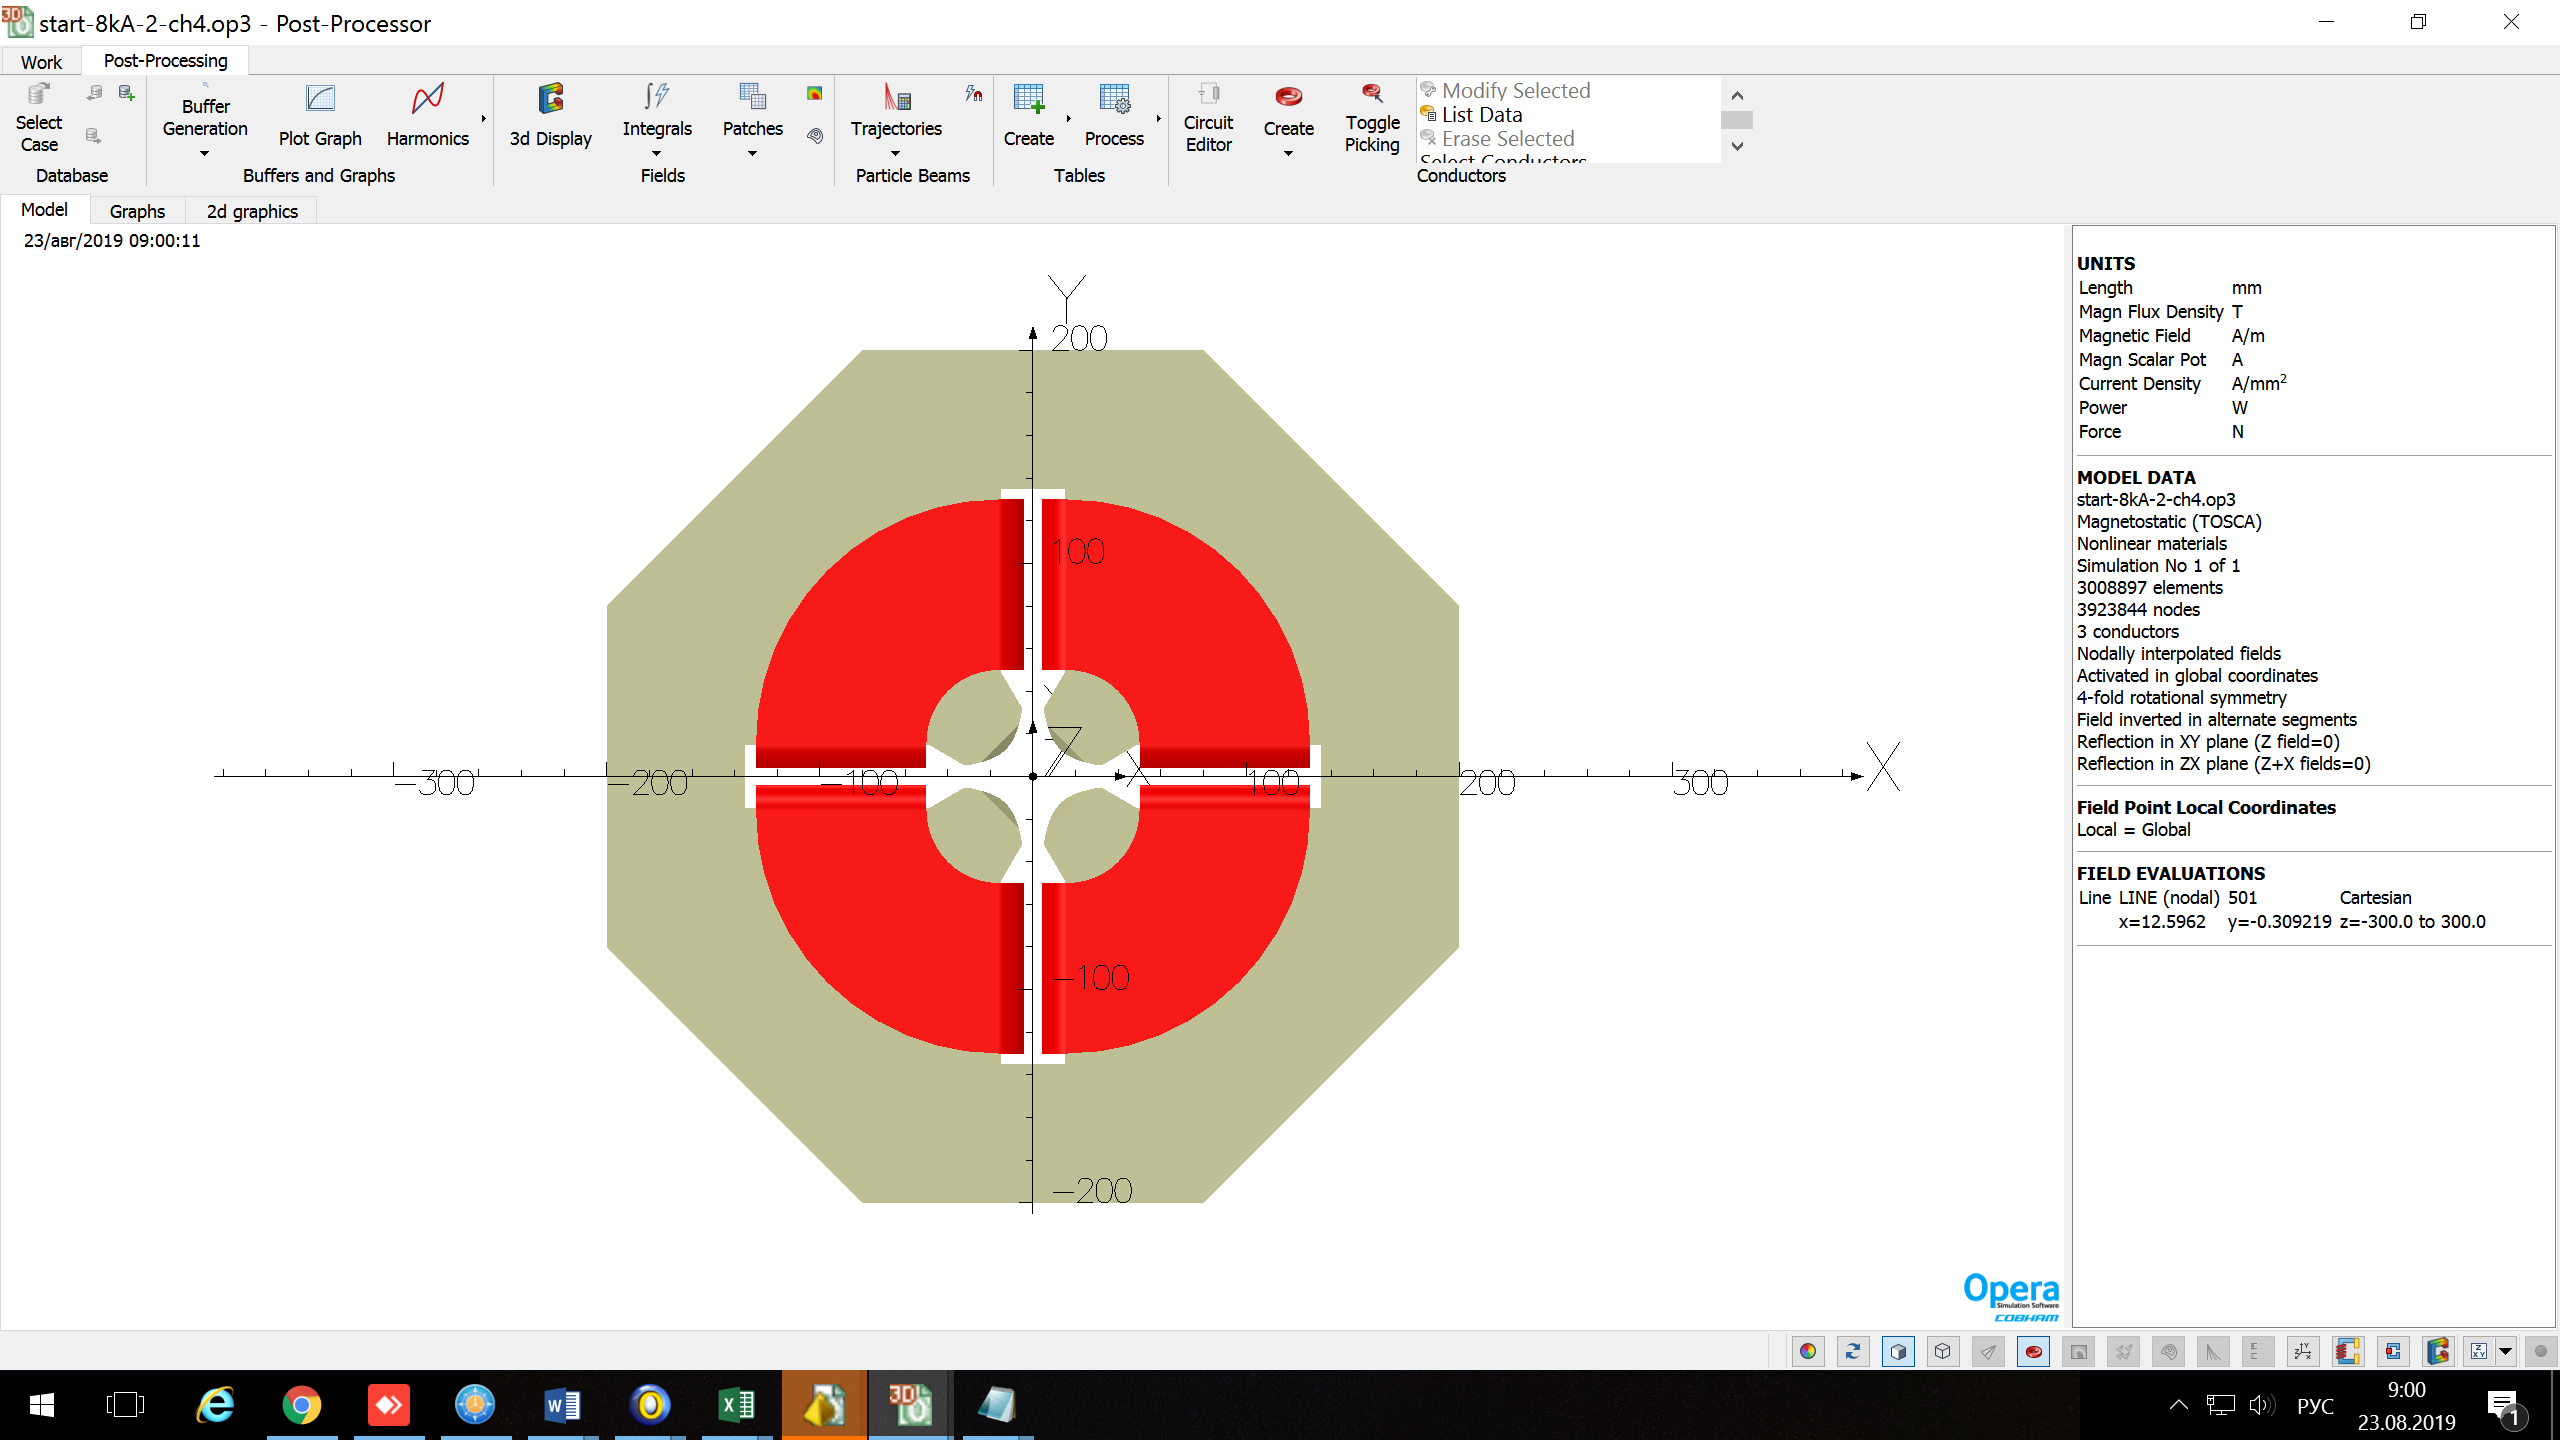 start-8kA-2-ch4.op3 - Post-Processor
Work
Post-Processing
Select Case
Database
Buffer Generation
Plot Graph
Harmonics
Buffers and Graphs
3d Display
Integrals
Patches
Fields
Trajectories
Particle Beams
Create
Process
Tables
Circuit Editor
Create
Toggle Picking
Modify Selected
List Data
Erase Selected
Select Conductors
Conductors
Model
Graphs
2d graphics
23/авг/2019 09:00:11
Y
200
100
Y
Z
X
−300
−200
−100
100
200
300
X
−100
−200
Opera
Simulation Software
COBHAM
UNITS
Length mm
Magn Flux Density T
Magnetic Field A/m
Magn Scalar Pot A
Current Density A/mm²
Power W
Force N
MODEL DATA
start-8kA-2-ch4.op3
Magnetostatic (TOSCA)
Nonlinear materials
Simulation No 1 of 1
3008897 elements
3923844 nodes
3 conductors
Nodally interpolated fields
Activated in global coordinates
4-fold rotational symmetry
Field inverted in alternate segments
Reflection in XY plane (Z field=0)
Reflection in ZX plane (Z+X fields=0)
Field Point Local Coordinates
Local = Global
FIELD EVALUATIONS
Line LINE (nodal) 501 Cartesian
x=12.5962 y=-0.309219 z=-300.0 to 300.0
РУС
9:00
23.08.2019
1